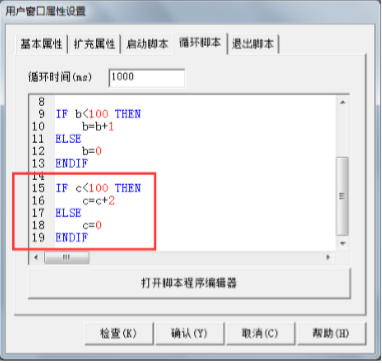 用户窗口属性设置
基本属性 扩充属性 启动脚本 循环脚本 退出脚本
循环时间(ms) 1000
8
9 IF b<100 THEN
10 b=b+1
11 ELSE
12 b=0
13 ENDIF
14
15 IF c<100 THEN
16 c=c+2
17 ELSE
18 c=0
19 ENDIF
打开脚本程序编辑器
检查(K) 确认(Y) 取消(C) 帮助(H)